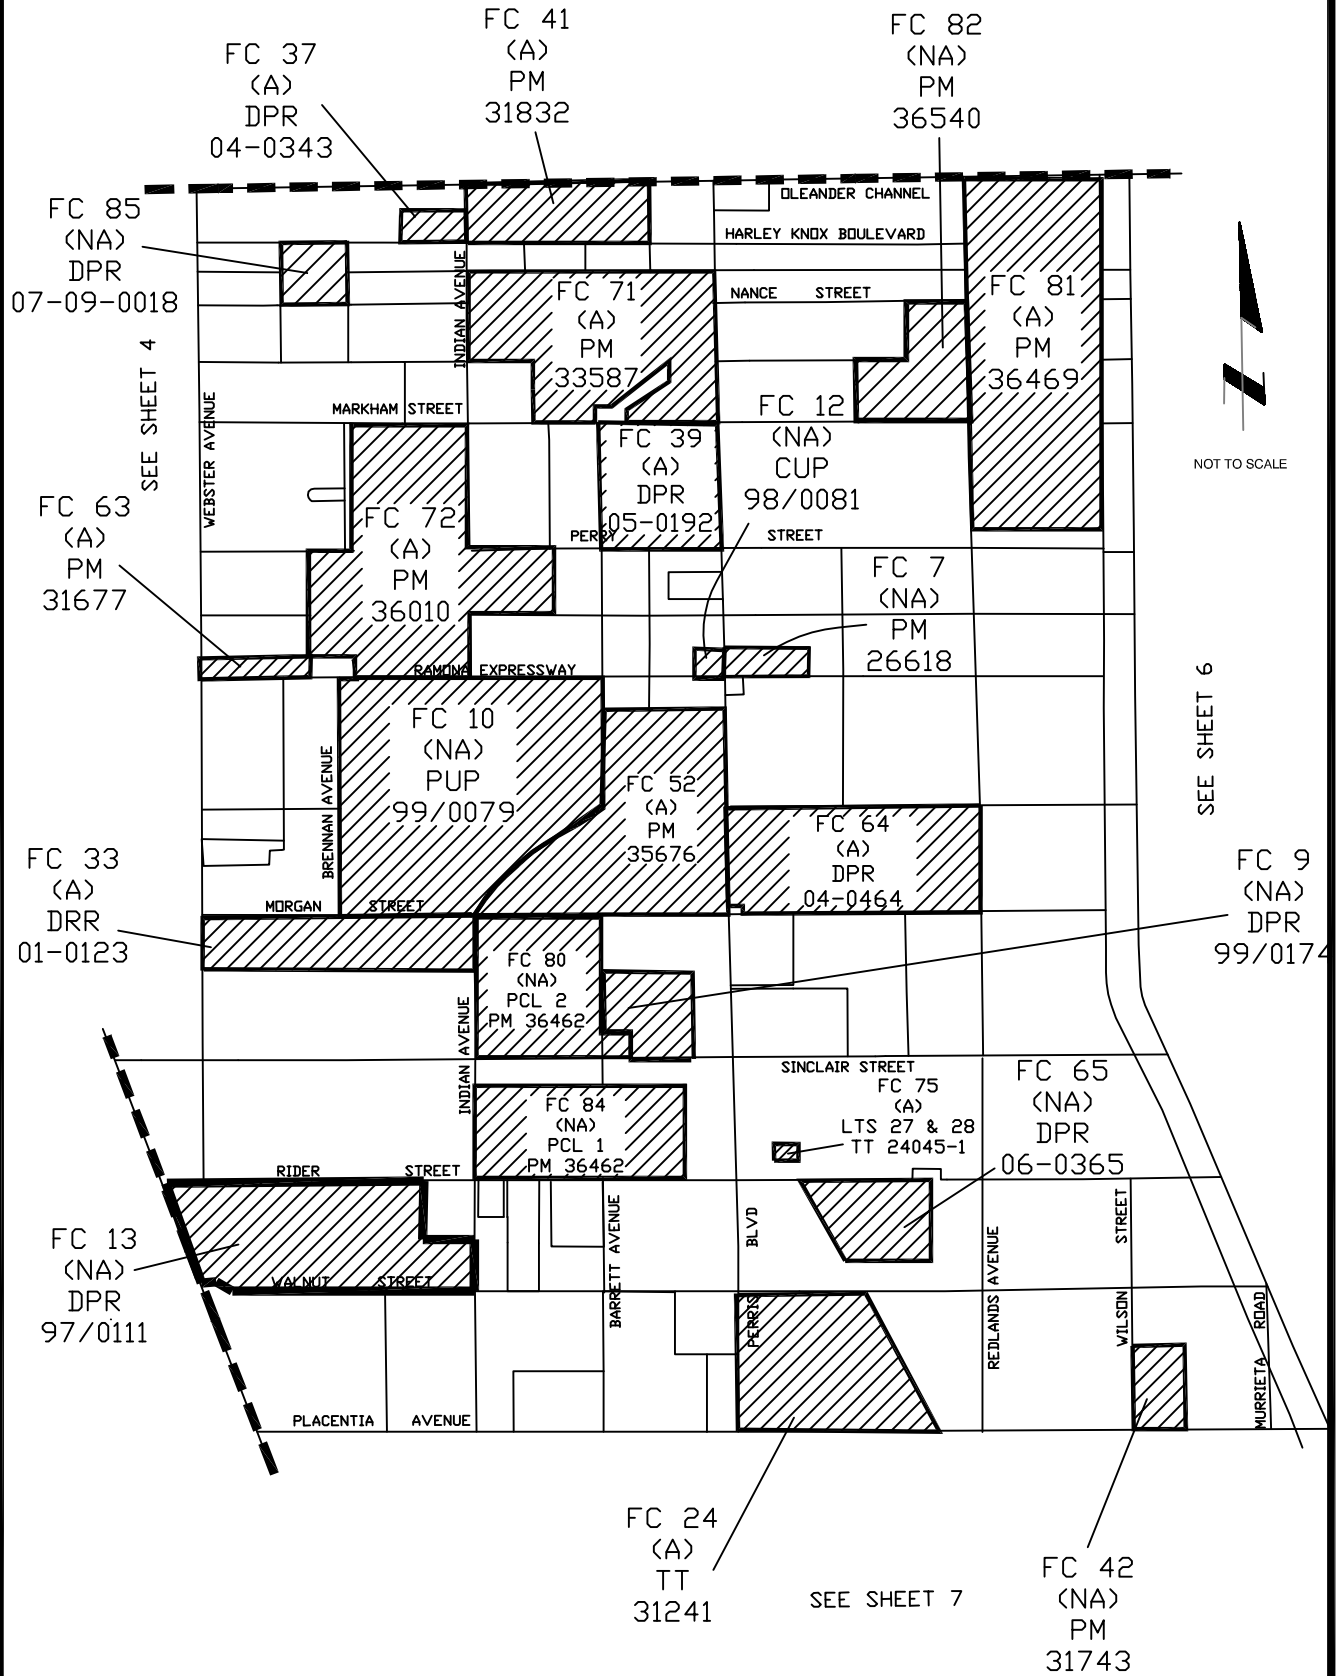 FC 41
(A)
PM
31832
FC 82
(NA)
PM
36540
FC 37
(A)
DPR
04-0343
OLEANDER CHANNEL
FC 85
(NA)
DPR
07-09-0018
HARLEY KNOX BOULEVARD
INDIAN AVENUE
FC 71
(A)
PM
33587
NANCE STREET
FC 81
(A)
PM
36469
SEE SHEET 4
WEBSTER AVENUE
MARKHAM STREET
FC 12
(NA)
CUP
98/0081
NOT TO SCALE
FC 39
(A)
DPR
05-0192
FC 63
(A)
PM
31677
FC 72
(A)
PM
36010
PERRY STREET
FC 7
(NA)
PM
26618
RAMONA EXPRESSWAY
SEE SHEET 6
FC 10
(NA)
PUP
99/0079
BRENNAN AVENUE
FC 52
(A)
PM
35676
FC 64
(A)
DPR
04-0464
FC 33
(A)
DRR
01-0123
MORGAN STREET
FC 9
(NA)
DPR
99/0174
FC 80
(NA)
PCL 2
PM 36462
INDIAN AVENUE
SINCLAIR STREET
FC 75
(A)
LTS 27 & 28
TT 24045-1
FC 65
(NA)
DPR
06-0365
FC 84
(NA)
PCL 1
PM 36462
RIDER STREET
FC 13
(NA)
DPR
97/0111
WALNUT STREET
BARRETT AVENUE
PERRIS BLVD
REDLANDS AVENUE
WILSON STREET
MURRIETA ROAD
PLACENTIA AVENUE
FC 24
(A)
TT
31241
SEE SHEET 7
FC 42
(NA)
PM
31743